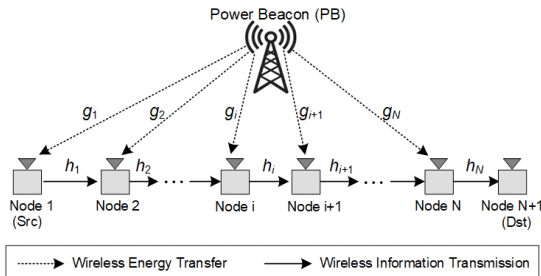 Power Beacon (PB)
g1 g2 gi gi+1 gN
h1 h2 hi hi+1 hN
Node 1 Node 2 Node i Node i+1 Node N Node N+1
(Src) (Dst)
Wireless Energy Transfer Wireless Information Transmission